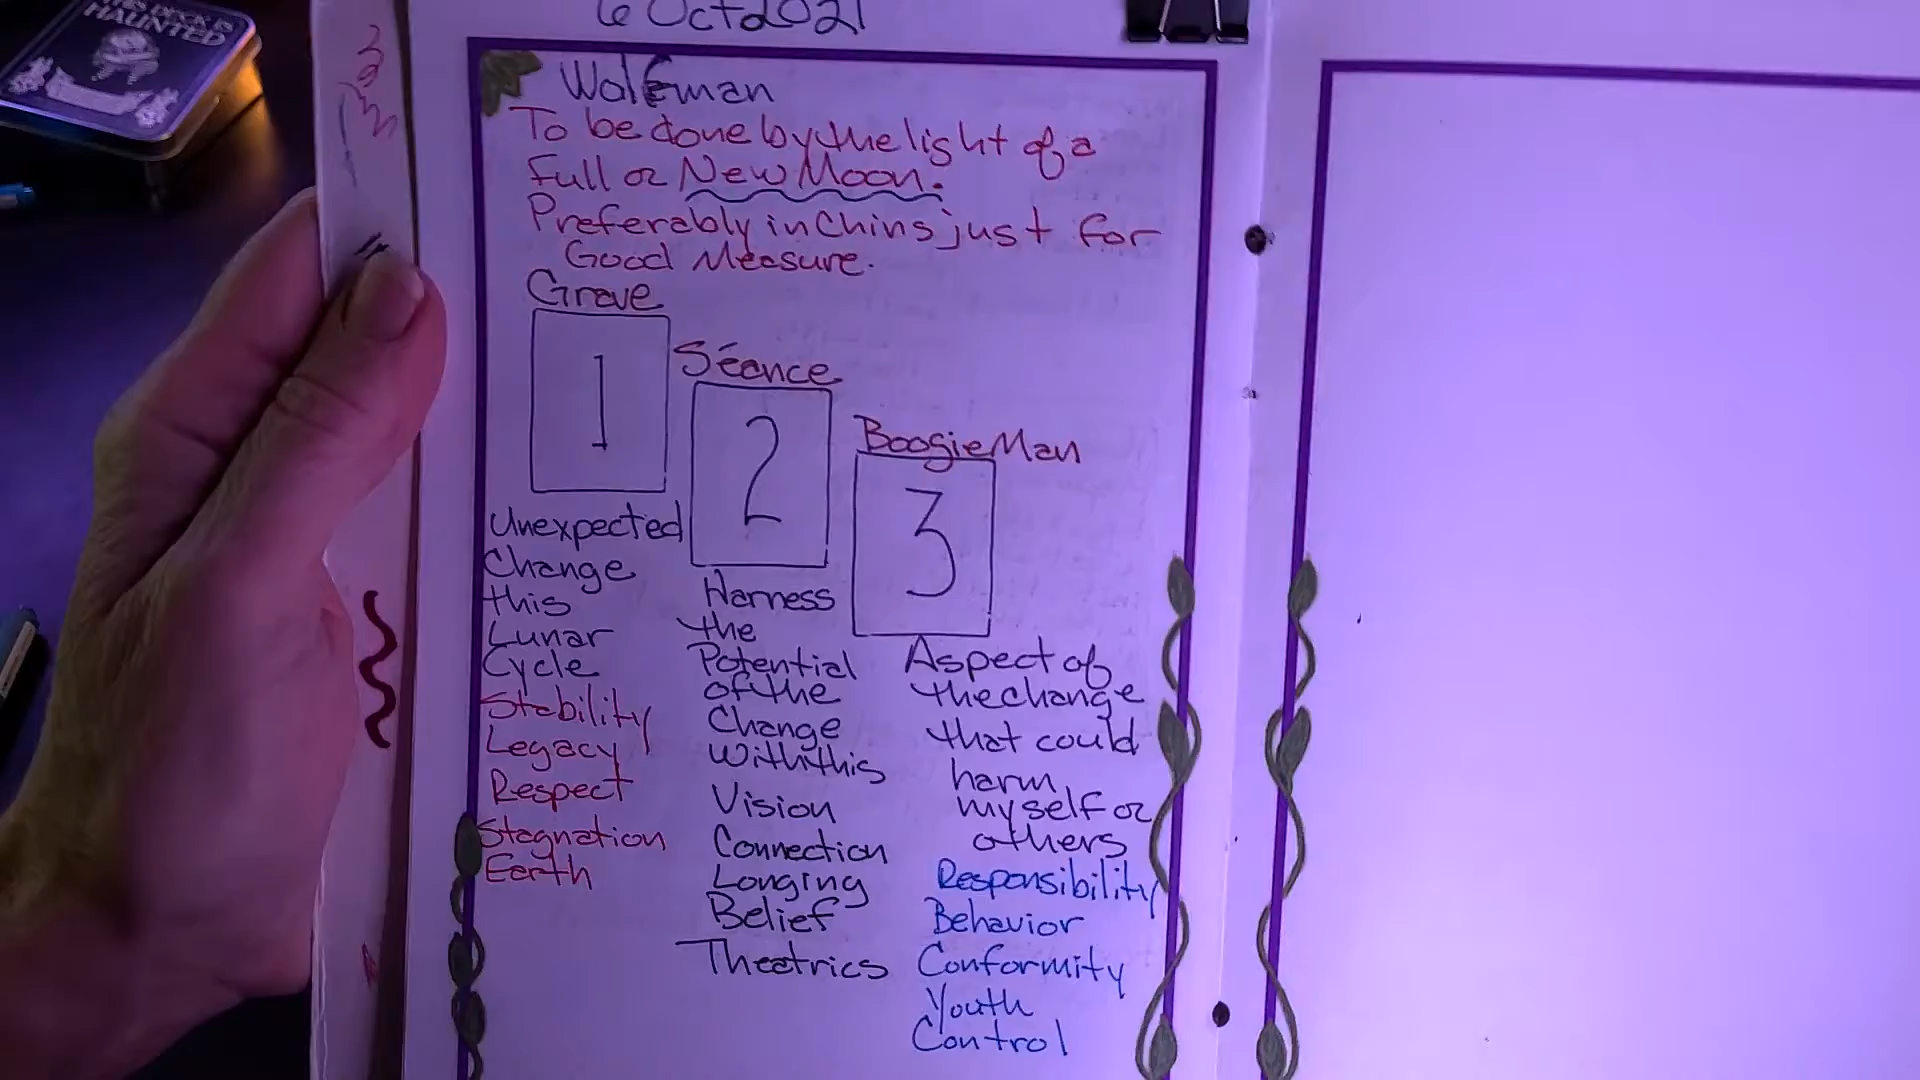 THIS DECK IS
HAUNTED
6 Oct 2021
Wolfman
To be done by the light of a
Full or New Moon.
Preferably in Chins just for
Good Measure.
Grave
1
Unexpected
Change
this
Lunar
Cycle
Stability
Legacy
Respect
Stagnation
Earth
Séance
2
Harness
the
Potential
of the
Change
With this
Vision
Connection
Longing
Belief
Theatrics
BoogieMan
3
Aspect of
the change
that could
harm
myself or
others
Responsibility
Behavior
Conformity
Youth
Control